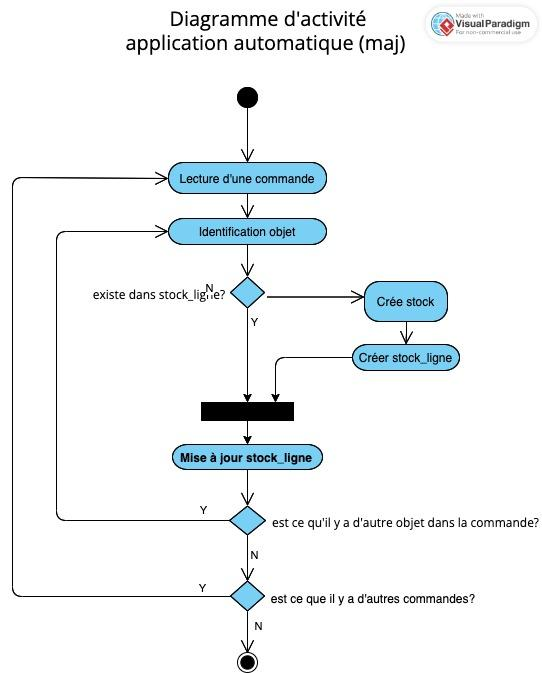 Diagramme d'activité
application automatique (maj)
Made with
VisualParadigm
For non-commercial use
Lecture d'une commande
Identification objet
N
existe dans stock_ligne?
Crée stock
Y
Créer stock_ligne
Mise à jour stock_ligne
Y
est ce qu'il y a d'autre objet dans la commande?
N
Y
est ce que il y a d'autres commandes?
N